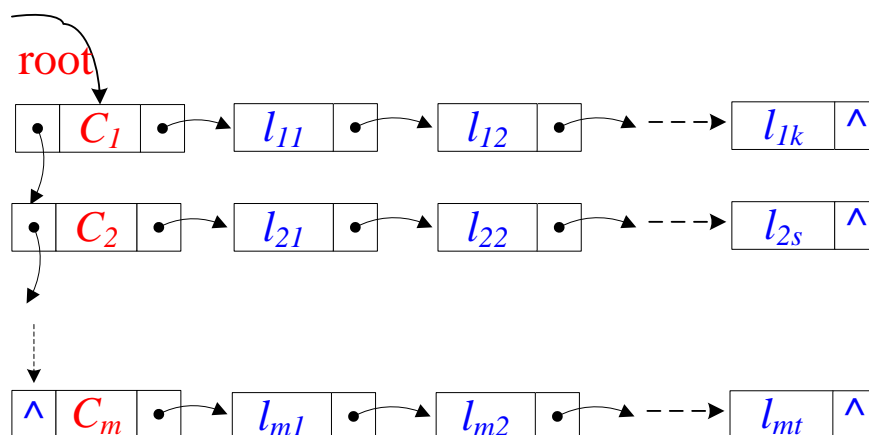 root
C1 l11 l12 l1k ^
C2 l21 l22 l2s ^
^ Cm lm1 lm2 lmt ^